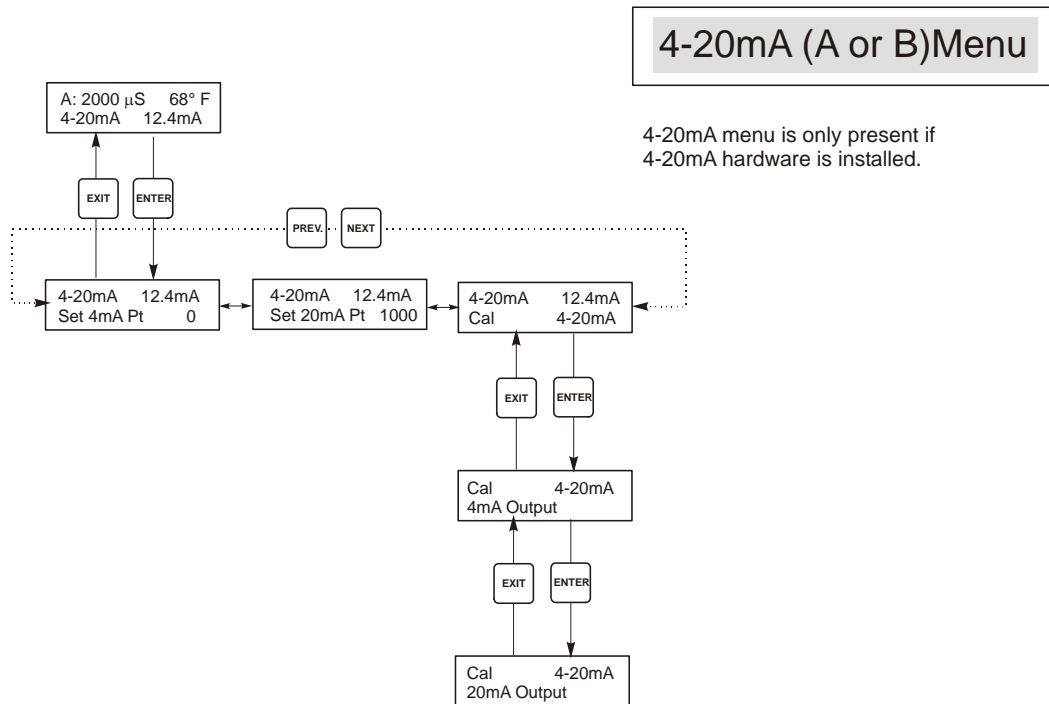 4-20mA (A or B)Menu
4-20mA menu is only present if
4-20mA hardware is installed.
A: 2000 µS 68° F
4-20mA 12.4mA
EXIT
ENTER
PREV.
NEXT
4-20mA 12.4mA
Set 4mA Pt 0
4-20mA 12.4mA
Set 20mA Pt 1000
4-20mA 12.4mA
Cal 4-20mA
EXIT
ENTER
Cal 4-20mA
4mA Output
EXIT
ENTER
Cal 4-20mA
20mA Output